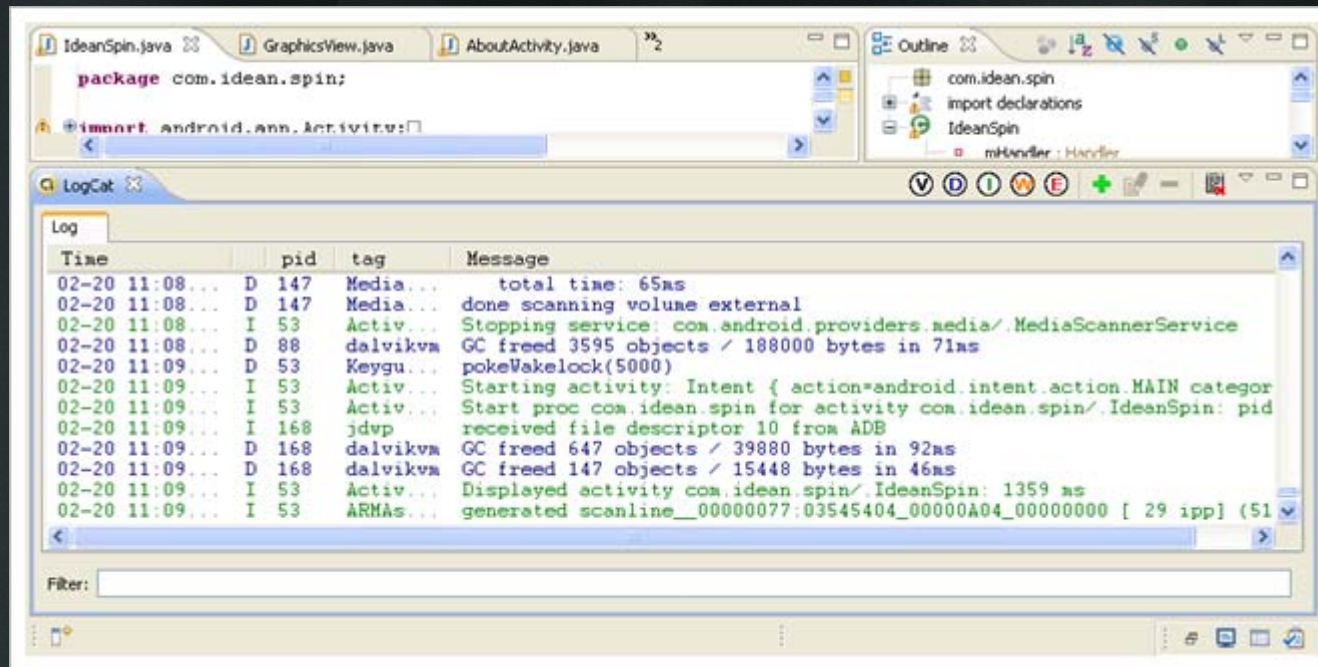 IdeanSpin.java GraphicsView.java AboutActivity.java »2
package com.idean.spin;
import android.app.Activity;
Outline
com.idean.spin
import declarations
IdeanSpin
mHandler : Handler
LogCat V D I W E
Log
Time pid tag Message
02-20 11:08... D 147 Media... total time: 65ms
02-20 11:08... D 147 Media... done scanning volume external
02-20 11:08... I 53 Activ... Stopping service: com.android.providers.media/.MediaScannerService
02-20 11:08... D 88 dalvikvm GC freed 3595 objects / 188000 bytes in 71ms
02-20 11:09... D 53 Keygu... pokeWakelock(5000)
02-20 11:09... I 53 Activ... Starting activity: Intent { action=android.intent.action.MAIN categor
02-20 11:09... I 53 Activ... Start proc com.idean.spin for activity com.idean.spin/.IdeanSpin: pid
02-20 11:09... I 168 jdwp received file descriptor 10 from ADB
02-20 11:09... D 168 dalvikvm GC freed 647 objects / 39880 bytes in 92ms
02-20 11:09... D 168 dalvikvm GC freed 147 objects / 15448 bytes in 46ms
02-20 11:09... I 53 Activ... Displayed activity com.idean.spin/.IdeanSpin: 1359 ms
02-20 11:09... I 53 ARMAs... generated scanline__00000077:03545404_00000A04_00000000 [ 29 ipp] (51
Filter: